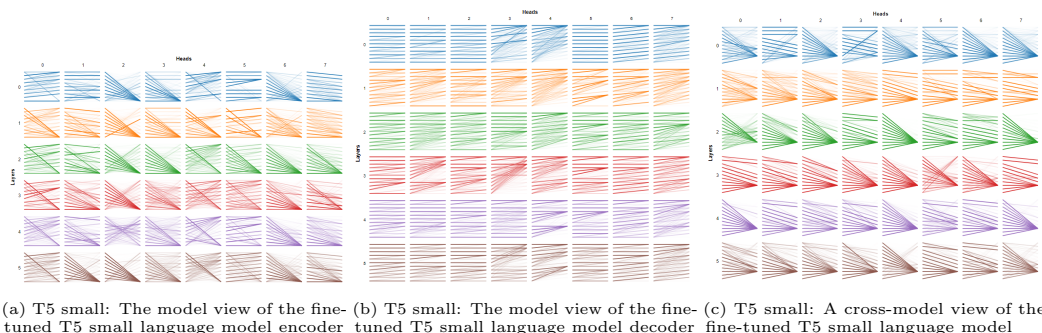 Heads
0 1 2 3 4 5 6 7
Layers
0
1
2
3
4
5
(a) T5 small: The model view of the fine-
tuned T5 small language model encoder
Heads
0 1 2 3 4 5 6 7
Layers
0
1
2
3
4
5
(b) T5 small: The model view of the fine-
tuned T5 small language model decoder
Heads
0 1 2 3 4 5 6 7
Layers
0
1
2
3
4
5
(c) T5 small: A cross-model view of the
fine-tuned T5 small language model